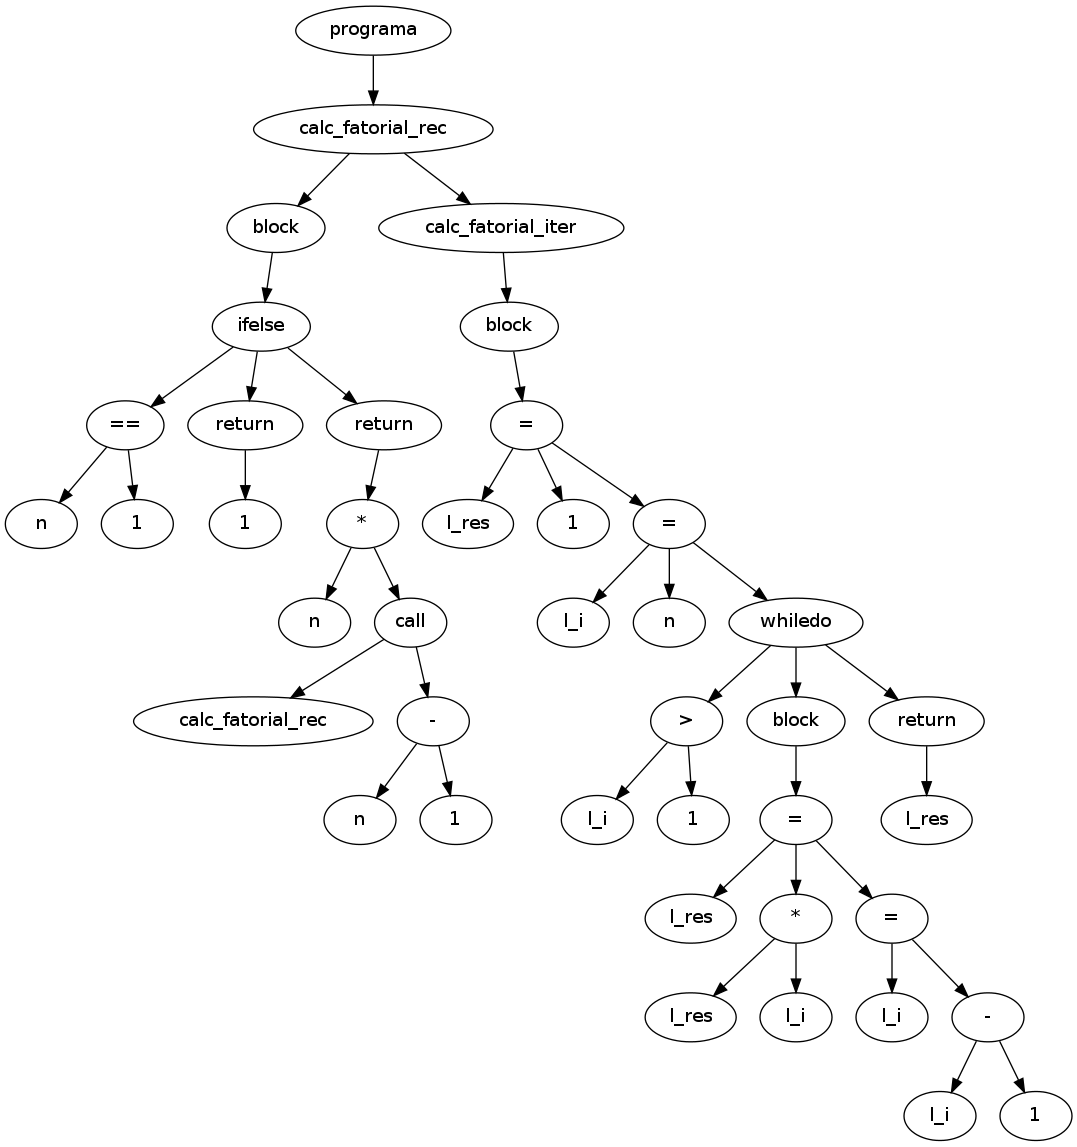 programa
calc_fatorial_rec
block calc_fatorial_iter
ifelse block
== return return =
n 1 1 * l_res 1 =
n call l_i n whiledo
calc_fatorial_rec - > block return
n 1 l_i 1 = l_res
l_res * =
l_res l_i l_i -
l_i 1